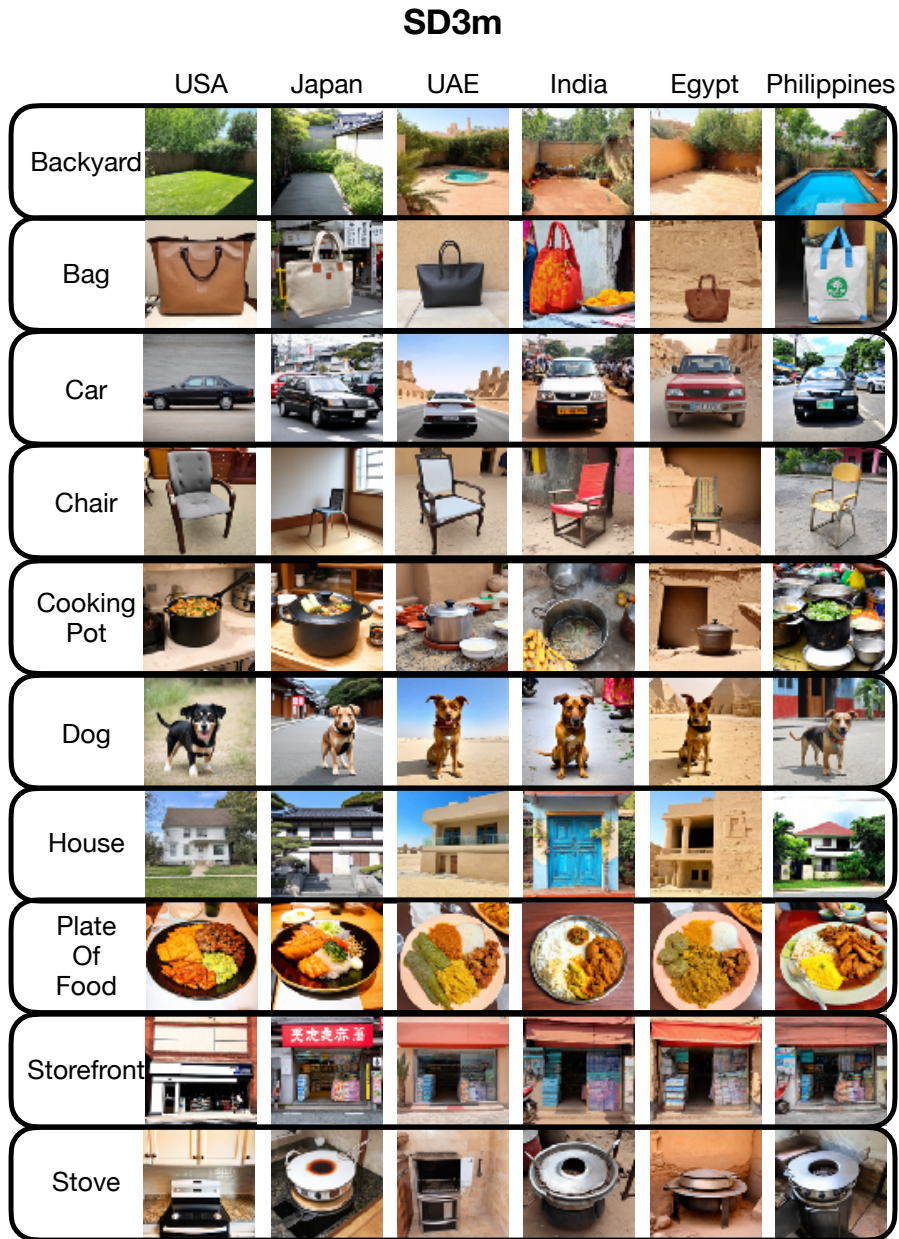 SD3m
USA Japan UAE India Egypt Philippines
Backyard
Bag
Car
Chair
Cooking
Pot
Dog
House
Plate
Of
Food
Storefront
Stove